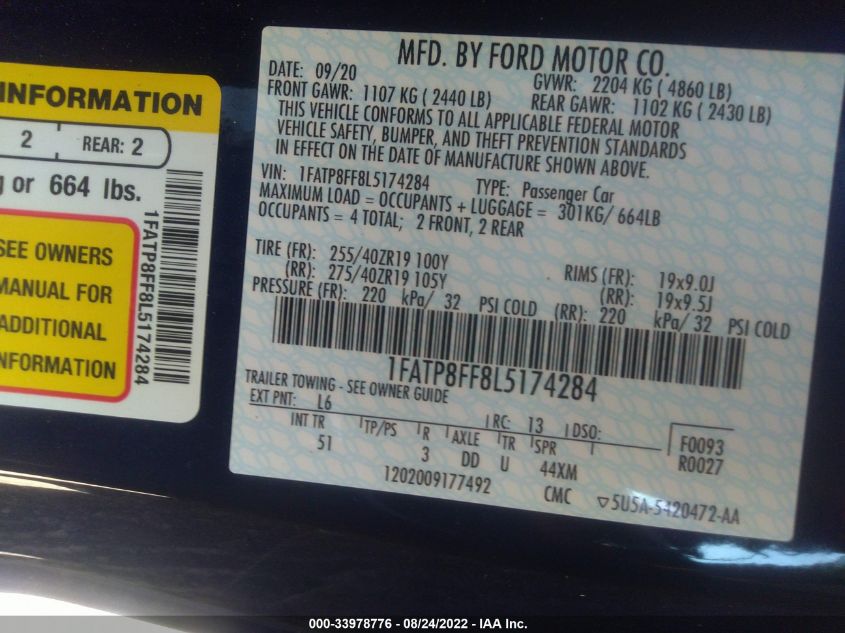 INFORMATION
2 REAR: 2
or 664 lbs.
SEE OWNERS
MANUAL FOR
ADDITIONAL
INFORMATION
1FATP8FF8L5174284
MFD. BY FORD MOTOR CO.
DATE: 09/20 GVWR: 2204 KG ( 4860 LB)
FRONT GAWR: 1107 KG ( 2440 LB) REAR GAWR: 1102 KG ( 2430 LB)
THIS VEHICLE CONFORMS TO ALL APPLICABLE FEDERAL MOTOR
VEHICLE SAFETY, BUMPER, AND THEFT PREVENTION STANDARDS
IN EFFECT ON THE DATE OF MANUFACTURE SHOWN ABOVE.
VIN: 1FATP8FF8L5174284 TYPE: Passenger Car
MAXIMUM LOAD = OCCUPANTS + LUGGAGE = 301KG/ 664LB
OCCUPANTS = 4 TOTAL; 2 FRONT, 2 REAR
TIRE (FR): 255/40ZR19 100Y RIMS (FR): 19x9.0J
(RR): 275/40ZR19 105Y (RR): 19x9.5J
PRESSURE (FR): 220 kPa/ 32 PSI COLD (RR): 220 kPa/ 32 PSI COLD
1FATP8FF8L5174284
TRAILER TOWING - SEE OWNER GUIDE
EXT PNT: L6 RC: 13 DSO: F0093
INT TR TP/PS R AXLE TR SPR R0027
51 3 DD U 44XM
1202009177492 CMC 5U5A-5420472-AA
000-33978776 - 08/24/2022 - IAA Inc.